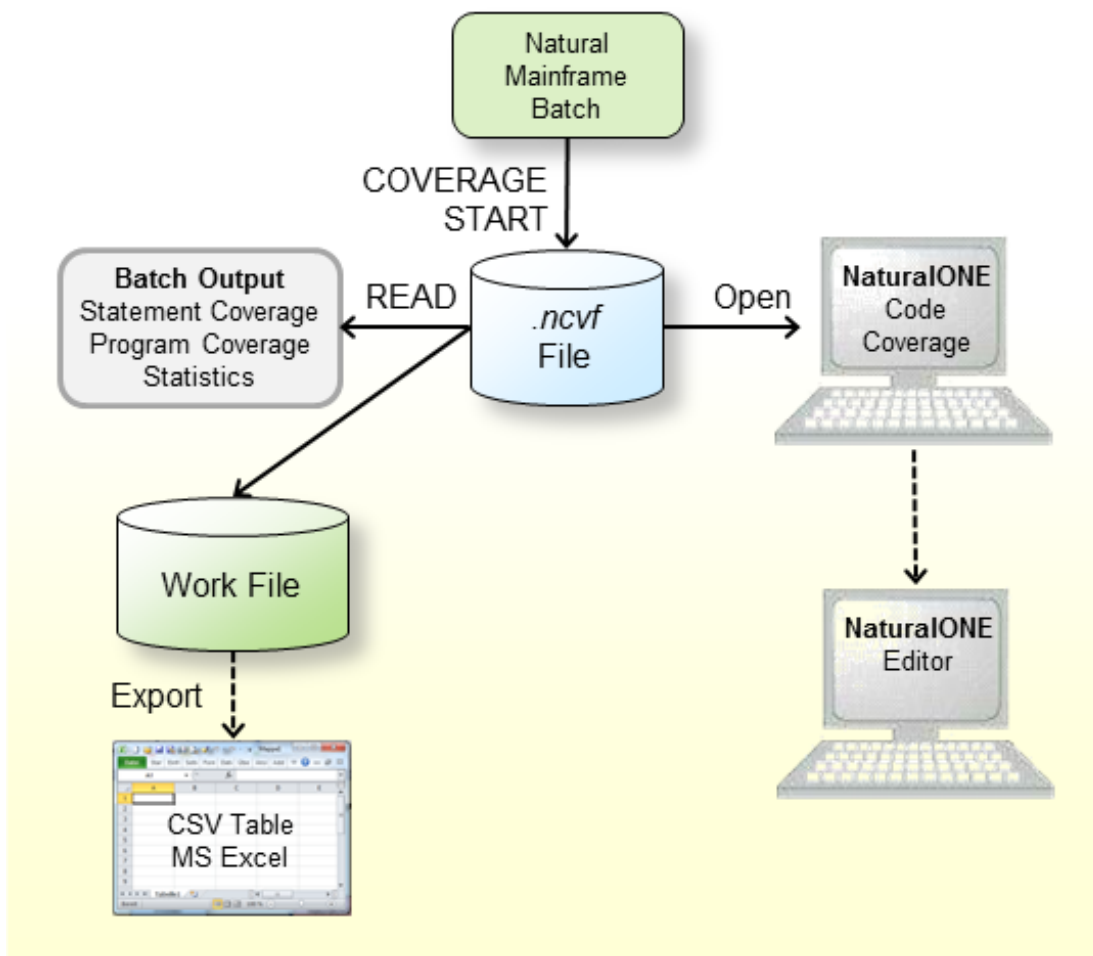 Natural
Mainframe
Batch
COVERAGE
START
Batch Output
Statement Coverage
Program Coverage
Statistics
READ
.ncvf
File
Open
NaturalONE
Code
Coverage
Work File
NaturalONE
Editor
Export
CSV Table
MS Excel